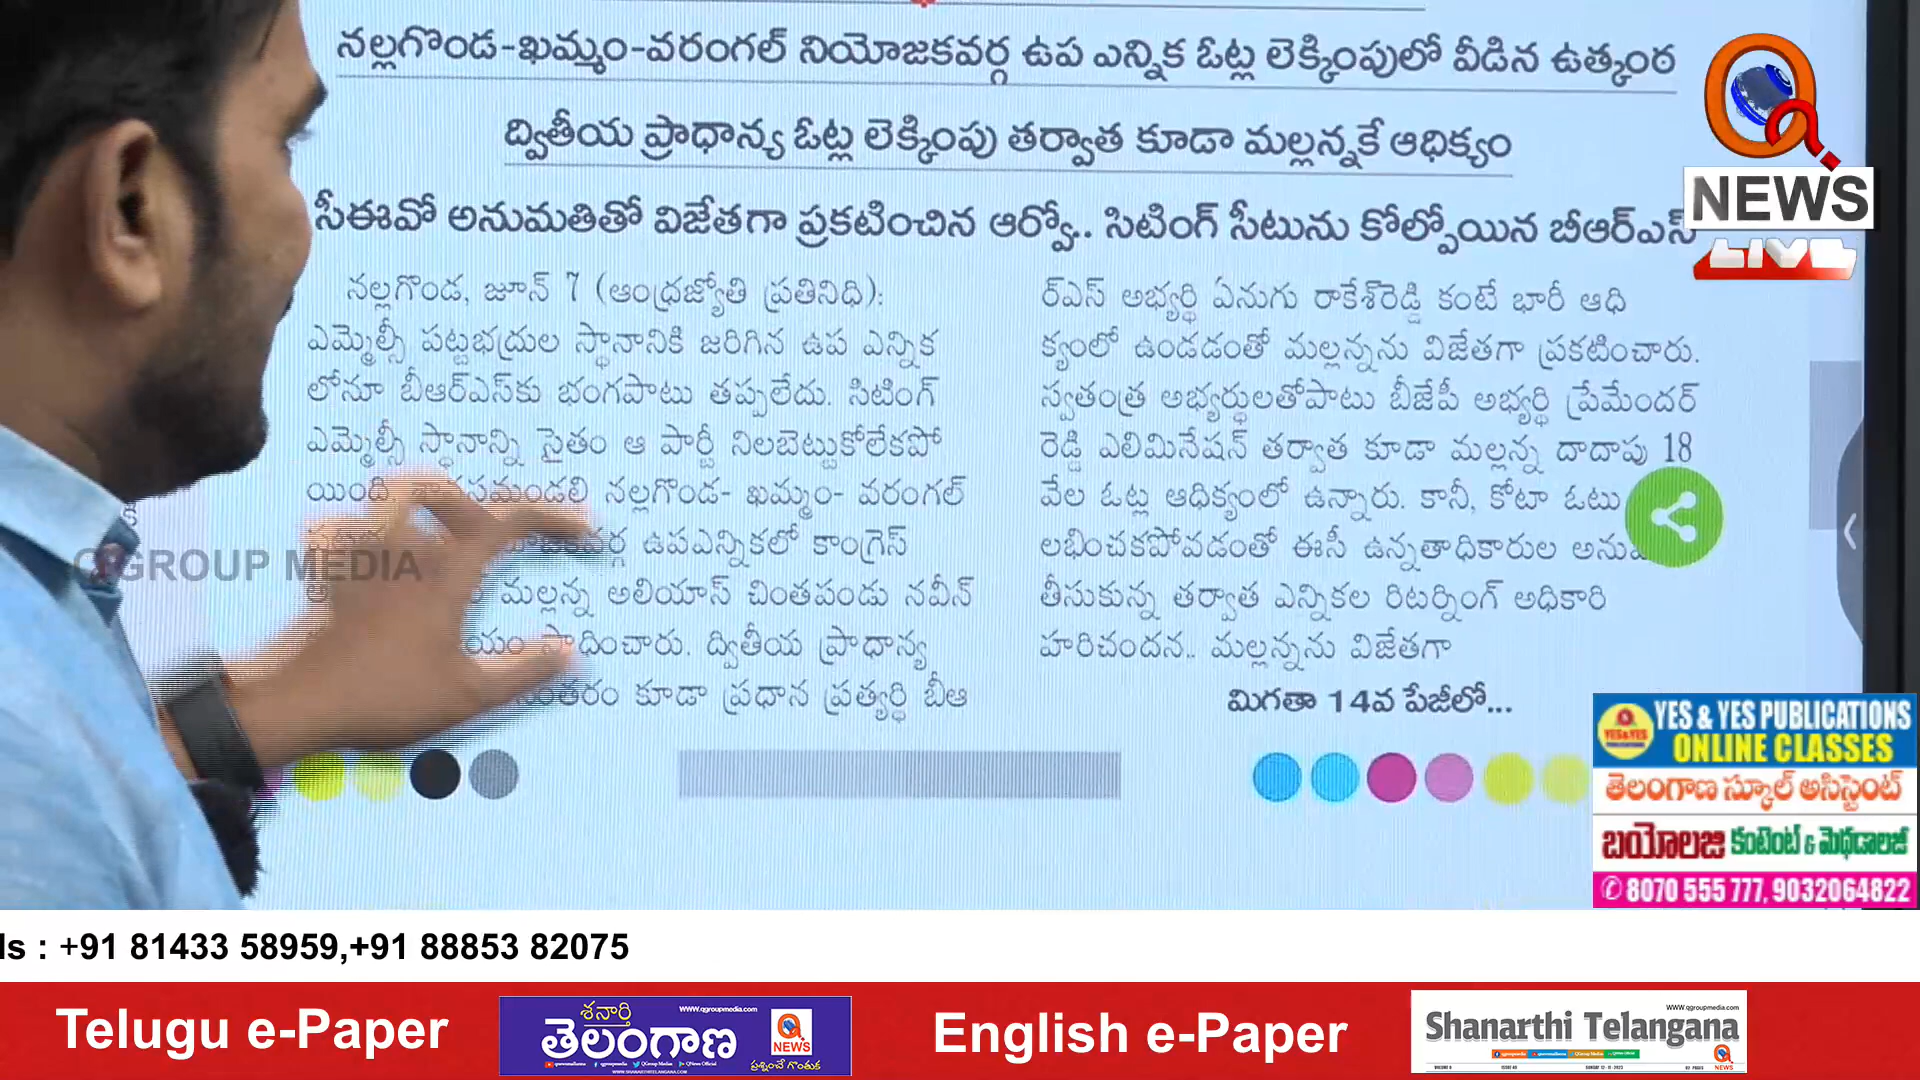 నల్లగొండ-ఖమ్మం-వరంగల్ నియోజకవర్గ ఉప ఎన్నిక ఓట్ల లెక్కింపులో వీడిన ఉత్కంఠ
ద్వితీయ ప్రాధాన్య ఓట్ల లెక్కింపు తర్వాత కూడా మల్లన్నకే ఆధిక్యం
సీఈవో అనుమతితో విజేతగా ప్రకటించిన ఆర్వో.. సిటింగ్ సీటును కోల్పోయిన బీఆర్ఎస్
నల్లగొండ, జూన్ 7 (ఆంధ్రజ్యోతి ప్రతినిధి):
ఎమ్మెల్సీ పట్టభద్రుల స్థానానికి జరిగిన ఉప ఎన్నిక
లోనూ బీఆర్ఎస్‌కు భంగపాటు తప్పలేదు. సిటింగ్
ఎమ్మెల్సీ స్థానాన్ని సైతం ఆ పార్టీ నిలబెట్టుకోలేకపో
యింది. నల్లగొండ- ఖమ్మం- వరంగల్
ఉపఎన్నికలో కాంగ్రెస్
మల్లన్న అలియాస్ చింతపండు నవీన్
సాధించారు. ద్వితీయ ప్రాధాన్య
కూడా ప్రధాన ప్రత్యర్థి బీఆ
ర్ఎస్ అభ్యర్థి ఏనుగు రాకేశ్‌రెడ్డి కంటే భారీ ఆధి
క్యంలో ఉండడంతో మల్లన్నను విజేతగా ప్రకటించారు.
స్వతంత్ర అభ్యర్థులతోపాటు బీజేపీ అభ్యర్థి ప్రేమేందర్
రెడ్డి ఎలిమినేషన్ తర్వాత కూడా మల్లన్న దాదాపు 18
వేల ఓట్ల ఆధిక్యంలో ఉన్నారు. కానీ, కోటా ఓటు
లభించకపోవడంతో ఈసీ ఉన్నతాధికారుల
తీసుకున్న తర్వాత ఎన్నికల రిటర్నింగ్ అధికారి
హరిచందన.. మల్లన్నను విజేతగా
మిగతా 14వ పేజీలో...
Q
NEWS
LIVE
QGROUP MEDIA
YES & YES PUBLICATIONS
ONLINE CLASSES
తెలంగాణ స్కూల్ అసిస్టెంట్
బయోలజి కంటెంట్ & మెథడాలజీ
8070 555 777, 9032064822
ls : +91 81433 58959,+91 88853 82075
Telugu e-Paper
శనార్తి
www.qgroupmedia.com
తెలంగాణ
NEWS
ప్రశ్నించే గొంతుక
English e-Paper
www.qgroupmedia.com
Shanarthi Telangana
NEWS